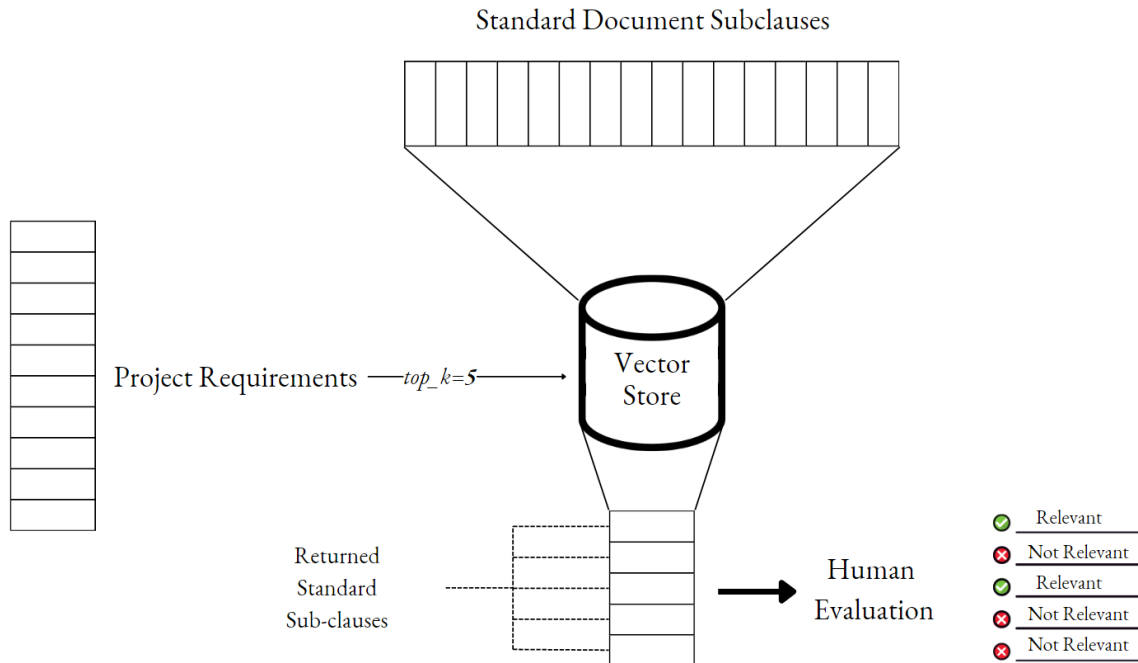 Standard Document Subclauses
Project Requirements
top_k=5
Vector
Store
Returned
Standard
Sub-clauses
Human
Evaluation
Relevant
Not Relevant
Relevant
Not Relevant
Not Relevant